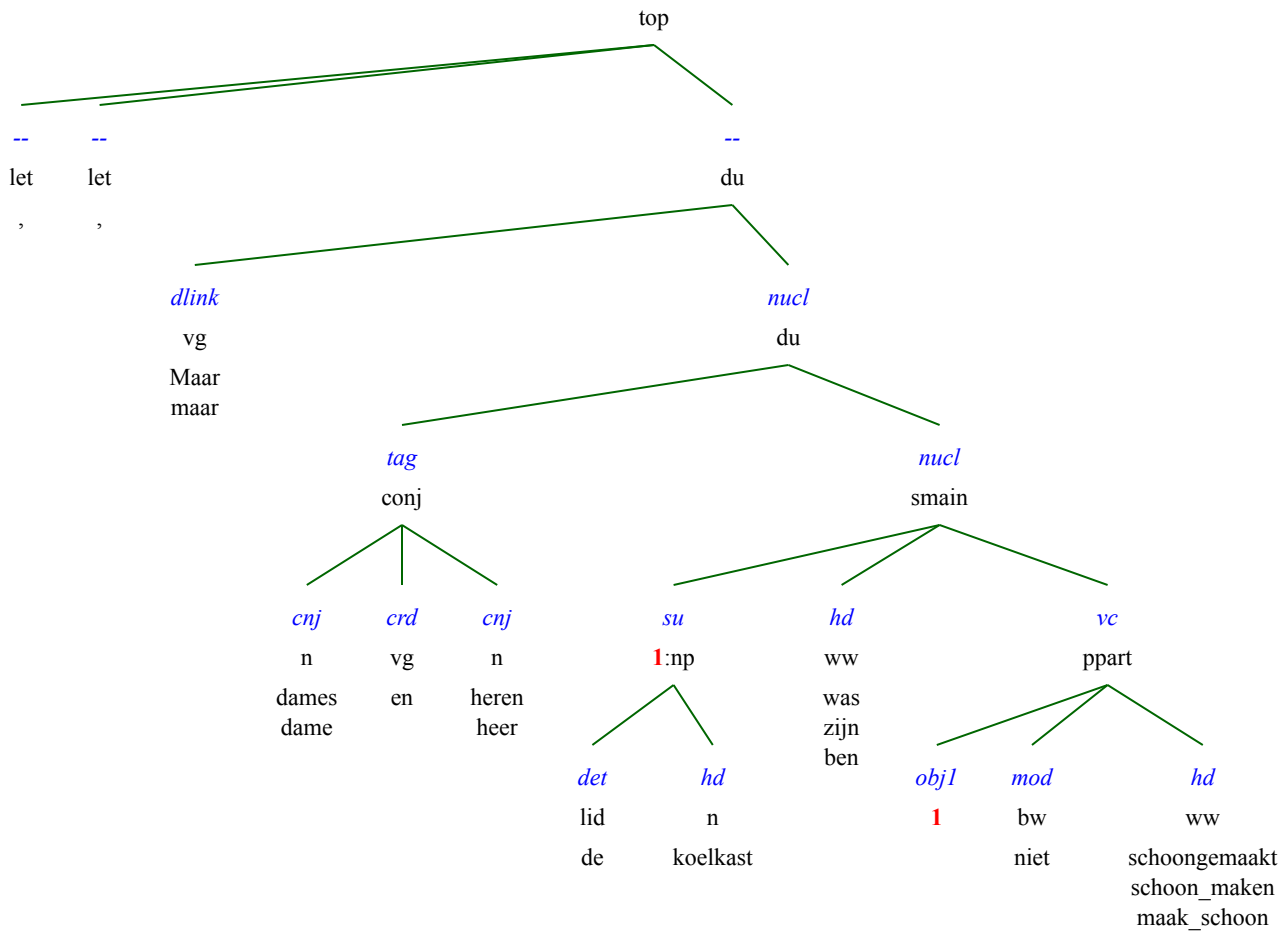 top
-- -- --
let let du
, ,
dlink nucl
vg du
Maar
maar
tag nucl
conj smain
cnj crd cnj su hd vc
n vg n 1:np ww ppart
dames en heren was
dame heer zijn
ben
det hd obj1 mod hd
lid n 1 bw ww
de koelkast niet schoongemaakt
schoon_maken
maak_schoon